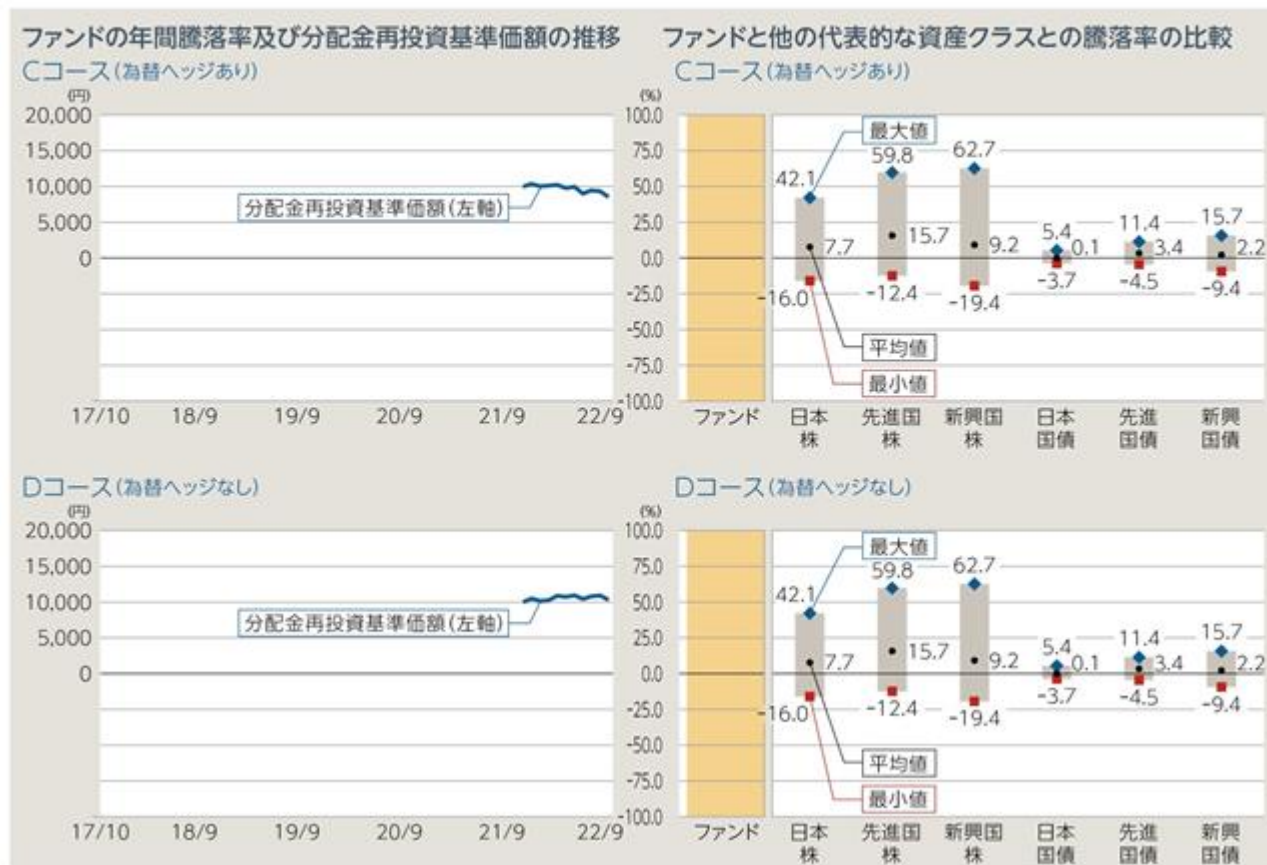 ファンドの年間騰落率及び分配金再投資基準価額の推移
Cコース(為替ヘッジあり)
(円)
20,000
15,000
10,000
5,000
0
分配金再投資基準価額(左軸)
100.0
75.0
50.0
25.0
0.0
-25.0
-50.0
-75.0
-100.0
17/10 18/9 19/9 20/9 21/9 22/9
ファンドと他の代表的な資産クラスとの騰落率の比較
Cコース(為替ヘッジあり)
(%)
最大値
42.1 59.8 62.7 5.4 11.4 15.7
7.7 15.7 9.2 0.1 3.4 2.2
-16.0 -12.4 -19.4 -3.7 -4.5 -9.4
平均値
最小値
ファンド 日本 先進国 新興国 日本 先進 新興
株 株 株 国債 国債 国債
Dコース(為替ヘッジなし)
(円)
20,000
15,000
10,000
5,000
0
分配金再投資基準価額(左軸)
100.0
75.0
50.0
25.0
0.0
-25.0
-50.0
-75.0
-100.0
17/10 18/9 19/9 20/9 21/9 22/9
Dコース(為替ヘッジなし)
(%)
最大値
42.1 59.8 62.7 5.4 11.4 15.7
7.7 15.7 9.2 0.1 3.4 2.2
-16.0 -12.4 -19.4 -3.7 -4.5 -9.4
平均値
最小値
ファンド 日本 先進国 新興国 日本 先進 新興
株 株 株 国債 国債 国債